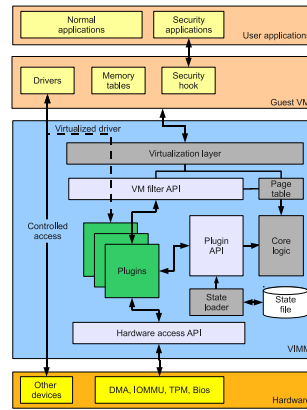 Normal
applications
Security
applications
User applications
Drivers
Memory
tables
Security
hook
Guest VM
Virtualized driver
Virtualization layer
VM filter API
Page
table
Controlled
access
Plugins
Plugin
API
Core
logic
State
loader
State
file
Hardware access API
VIMM
Other
devices
DMA, IOMMU, TPM, Bios
Hardware